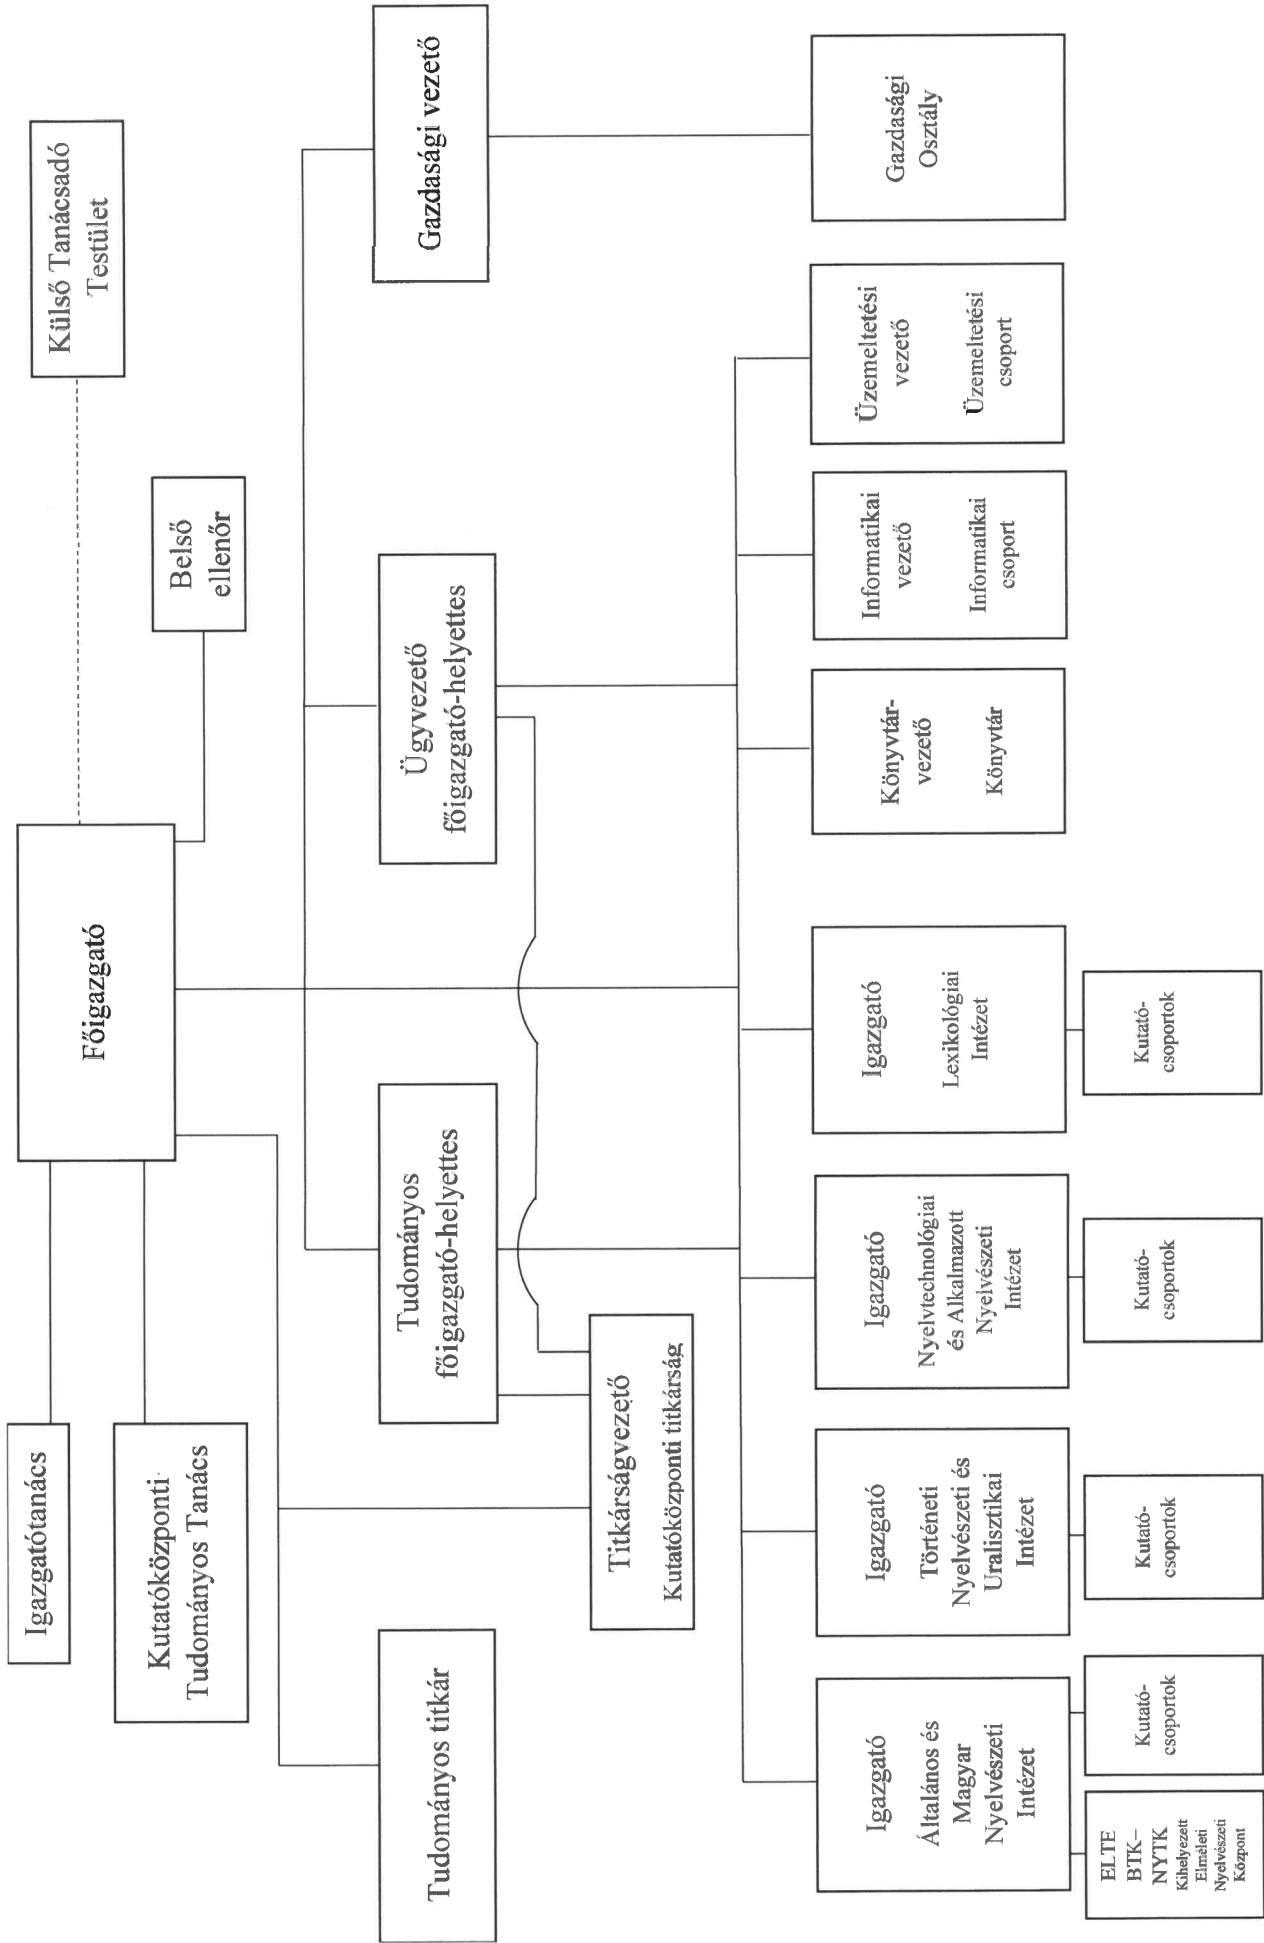 Igazgatótanács
Kutatóközponti
Tudományos Tanács
Főigazgató
Külső Tanácsadó
Testület
Belső
ellenőr
Tudományos titkár
Tudományos
főigazgató-helyettes
Ügyvezető
főigazgató-helyettes
Gazdasági vezető
Titkárságvezető
Kutatóközponti titkárság
Igazgató
Általános és
Magyar
Nyelvészeti
Intézet
Igazgató
Történeti
Nyelvészeti és
Uralisztikai
Intézet
Igazgató
Nyelvtechnológiai
és Alkalmazott
Nyelvészeti
Intézet
Igazgató
Lexikológiai
Intézet
Könyvtár-
vezető
Könyvtár
Informatikai
vezető
Informatikai
csoport
Üzemeltetési
vezető
Üzemeltetési
csoport
Gazdasági
Osztály
ELTE
BTK–
NYTK
Kihelyezett
Elméleti
Nyelvészeti
Központ
Kutató-
csoportok
Kutató-
csoportok
Kutató-
csoportok
Kutató-
csoportok